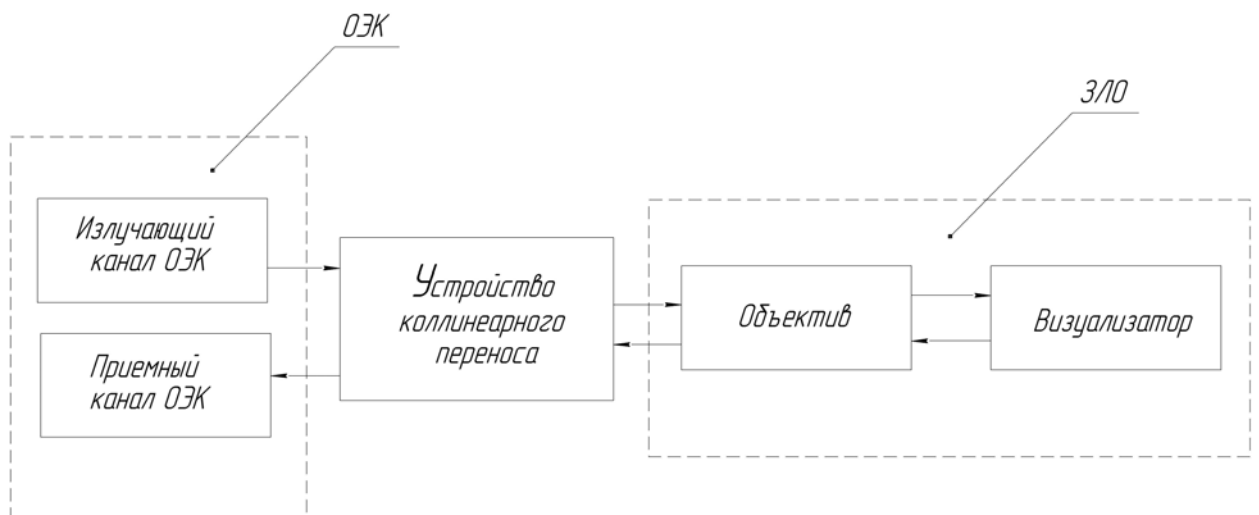 ОЭК
ЗЛО
Излучающий
канал ОЭК
Устройство
коллинеарного
переноса
Объектив
Визуализатор
Приемный
канал ОЭК